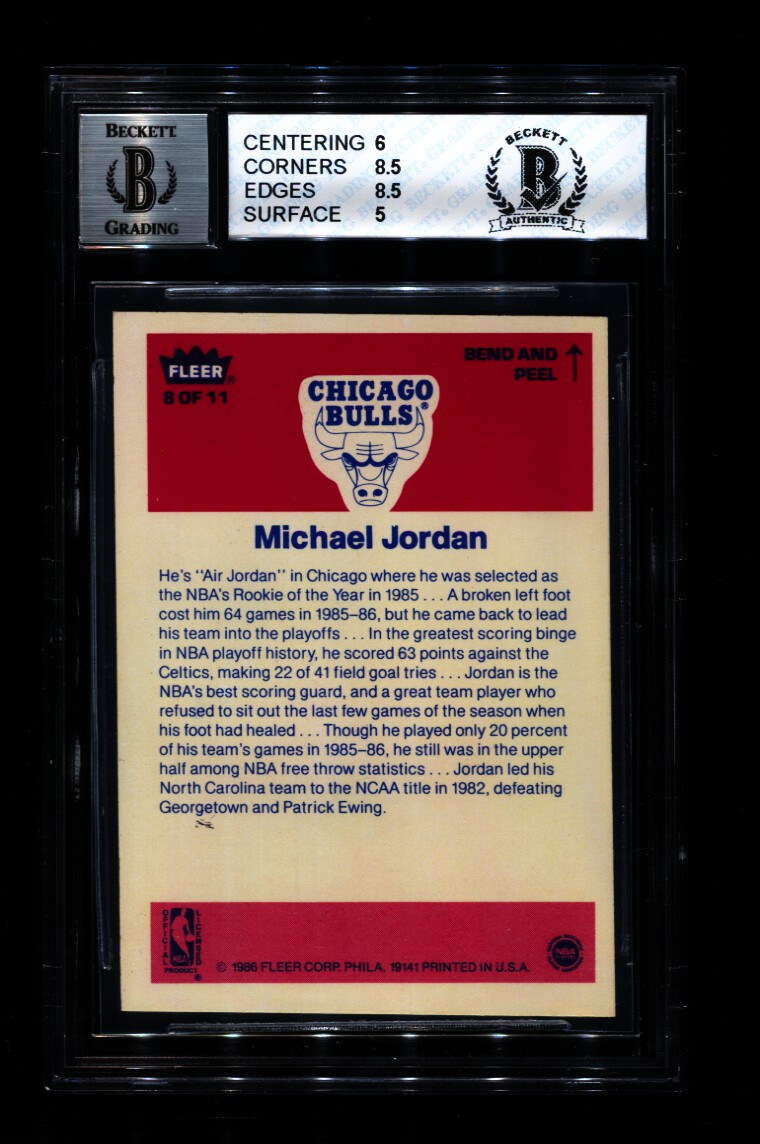 BECKETT
B
GRADING
CENTERING 6
CORNERS 8.5
EDGES 8.5
SURFACE 5
BECKETT
B
AUTHENTIC
FLEER®
8 OF 11
BEND AND
PEEL
CHICAGO
BULLS®
Michael Jordan
He's "Air Jordan" in Chicago where he was selected as
the NBA's Rookie of the Year in 1985 . . . A broken left foot
cost him 64 games in 1985–86, but he came back to lead
his team into the playoffs . . . In the greatest scoring binge
in NBA playoff history, he scored 63 points against the
Celtics, making 22 of 41 field goal tries . . . Jordan is the
NBA's best scoring guard, and a great team player who
refused to sit out the last few games of the season when
his foot had healed . . . Though he played only 20 percent
of his team's games in 1985–86, he still was in the upper
half among NBA free throw statistics . . . Jordan led his
North Carolina team to the NCAA title in 1982, defeating
Georgetown and Patrick Ewing.
OFFICIAL
NBA
LICENSED
PRODUCT ®
© 1986 FLEER CORP. PHILA. 19141 PRINTED IN U.S.A.
NBA